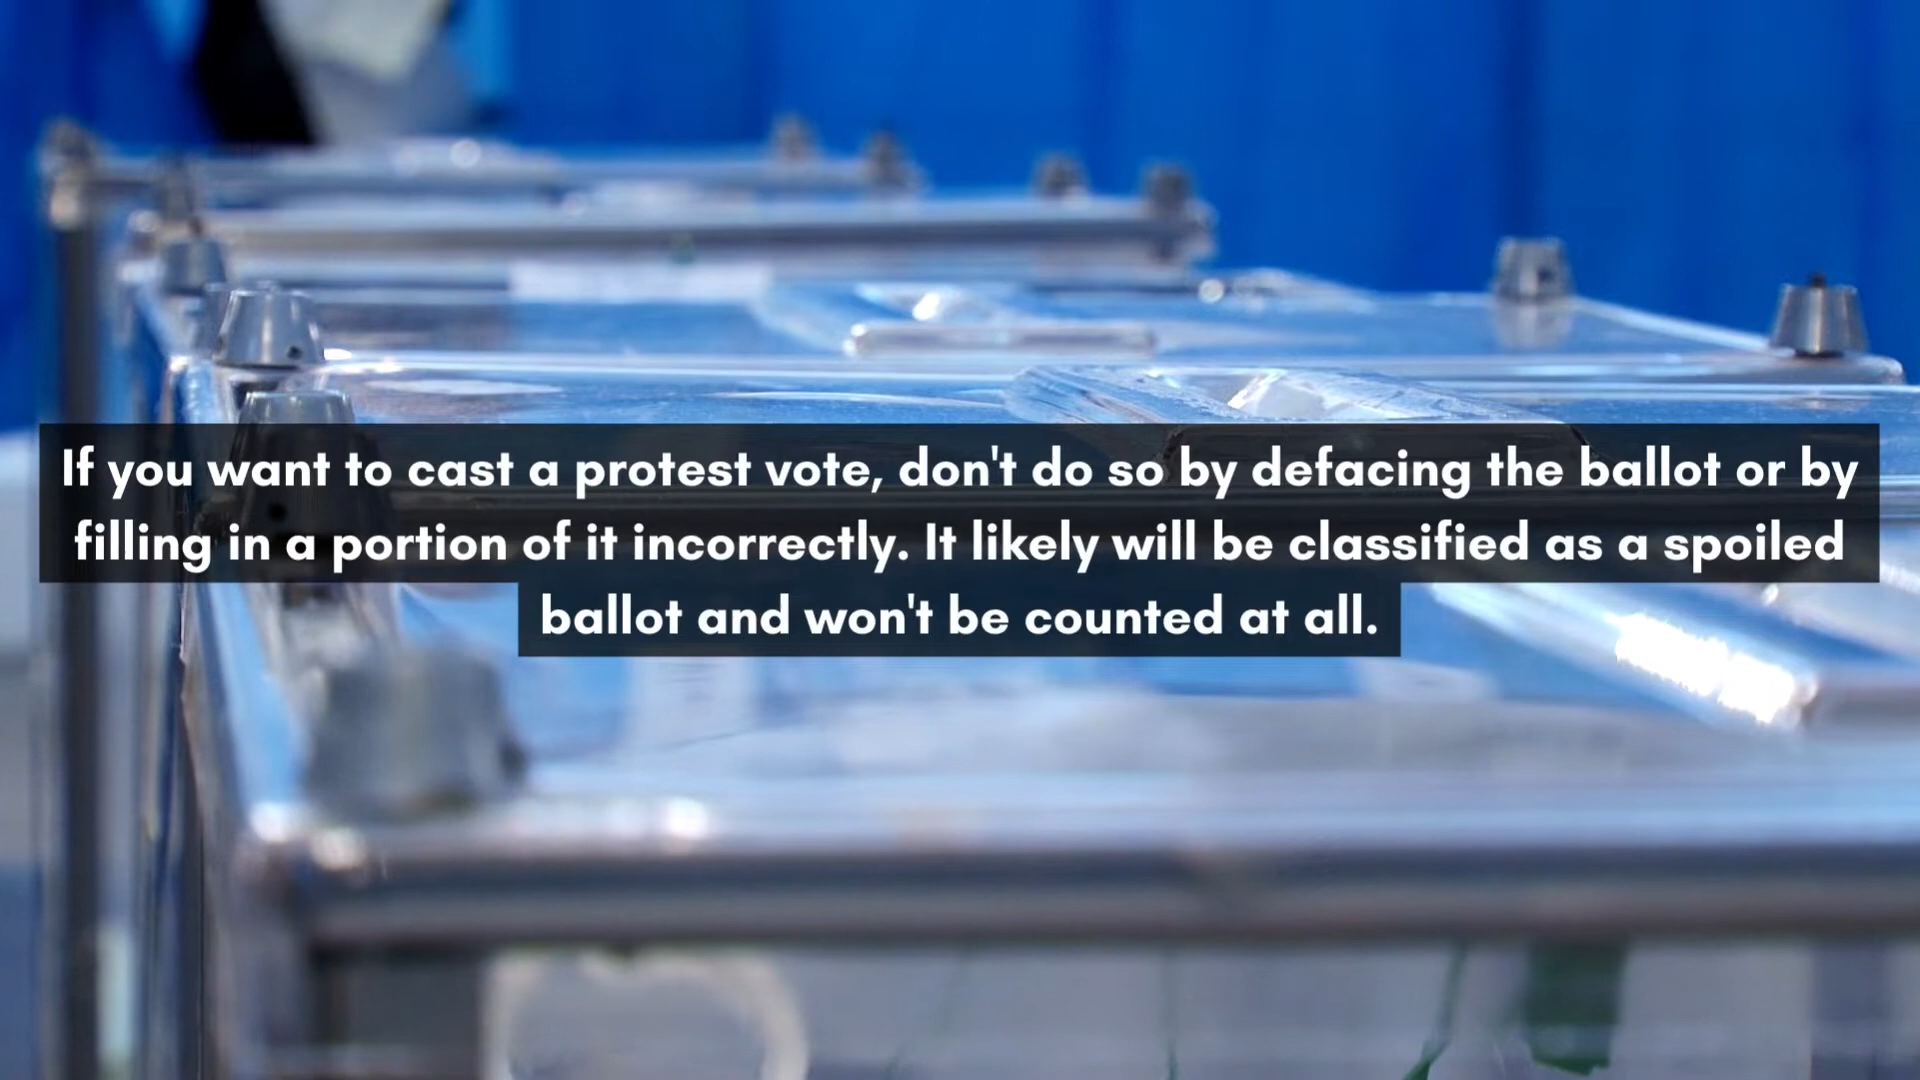 If you want to cast a protest vote, don't do so by defacing the ballot or by
filling in a portion of it incorrectly. It likely will be classified as a spoiled
ballot and won't be counted at all.